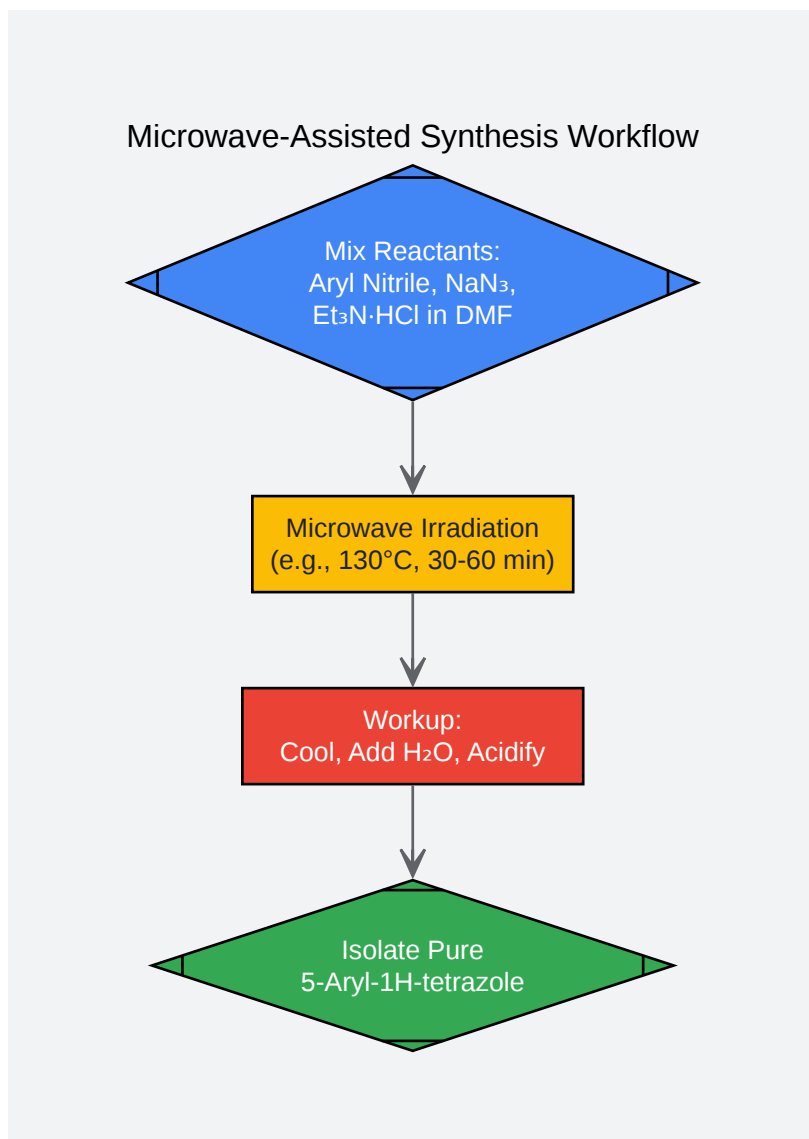 Microwave-Assisted Synthesis Workflow
Mix Reactants:
Aryl Nitrile, NaN₃,
Et₃N·HCl in DMF
Microwave Irradiation
(e.g., 130°C, 30-60 min)
Workup:
Cool, Add H₂O, Acidify
Isolate Pure
5-Aryl-1H-tetrazole